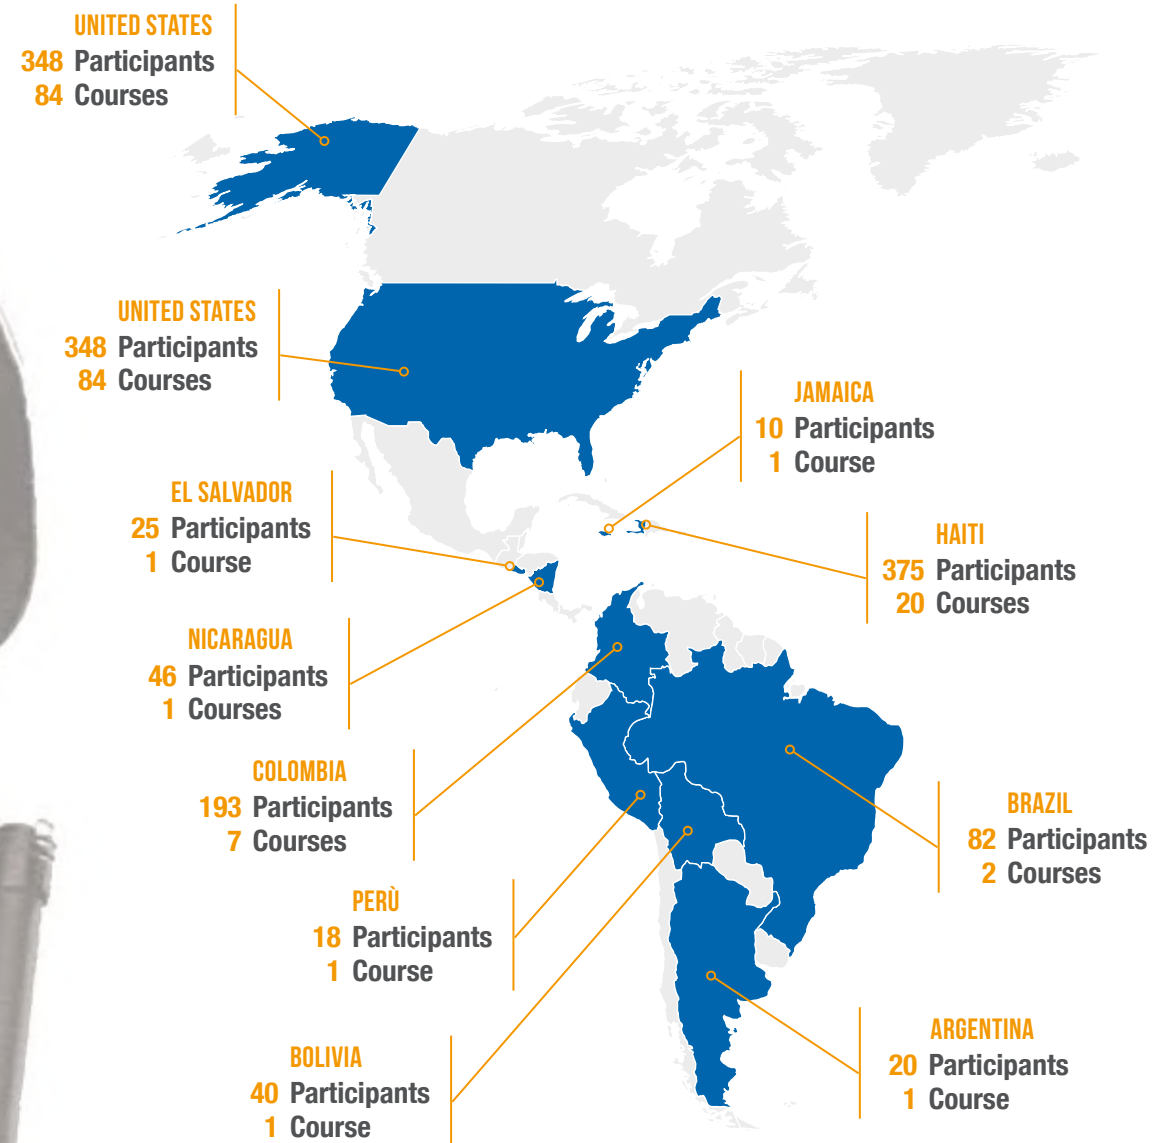 UNITED STATES
348 Participants
84 Courses
UNITED STATES
348 Participants
84 Courses
JAMAICA
10 Participants
1 Course
EL SALVADOR
25 Participants
1 Course
HAITI
375 Participants
20 Courses
NICARAGUA
46 Participants
1 Courses
COLOMBIA
193 Participants
7 Courses
BRAZIL
82 Participants
2 Courses
PERÙ
18 Participants
1 Course
ARGENTINA
20 Participants
1 Course
BOLIVIA
40 Participants
1 Course